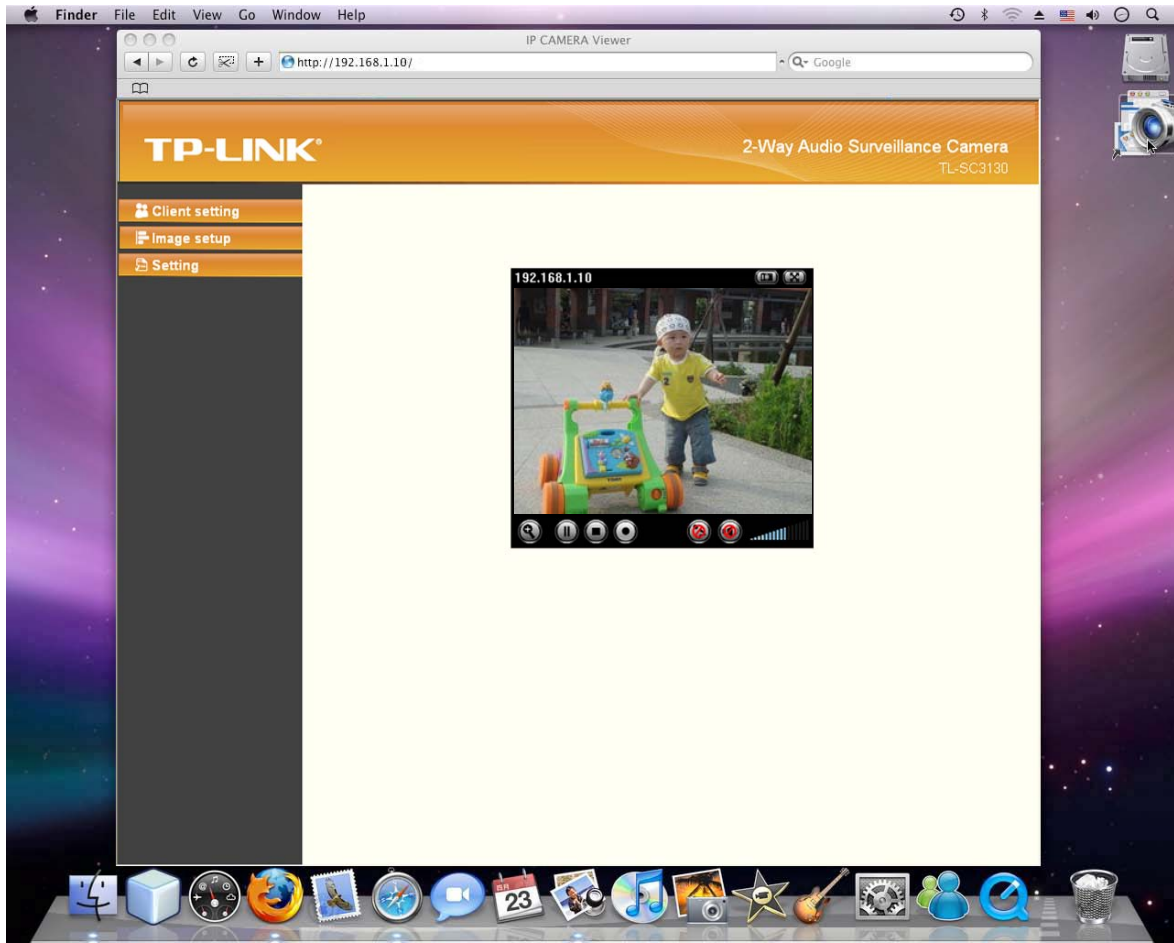 Finder File Edit View Go Window Help
IP CAMERA Viewer
http://192.168.1.10/
Google
TP-LINK®
2-Way Audio Surveillance Camera
TL-SC3130
Client setting
Image setup
Setting
192.168.1.10
23